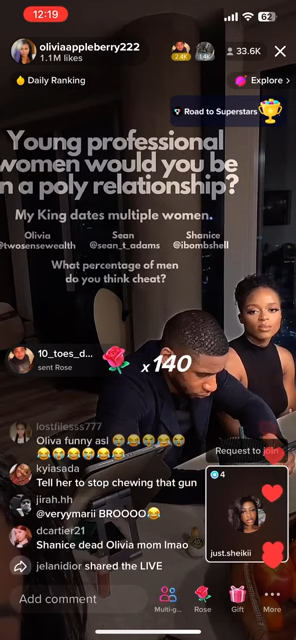 12:19
62
oliviaappleberry222
1.1M likes
2.4K
1.4K
33.6K
Daily Ranking
Explore >
Road to Superstars
Young professional
women would you be
n a poly relationship?
My King dates multiple women.
Olivia Sean Shanice
@twosensewealth @sean_t_adams @ibombshell
What percentage of men
do you think cheat?
10_toes_d...
sent Rose
x 140
lostfilesss777
Oliva funny asl 😭😭😭😭😭
😭😭😭😭😭
Request to join
kyiasada
Tell her to stop chewing that gun
4
jirah.hh
@veryymarii BROOOO😂
dcartier21
Shanice dead Olivia mom lmao
just.sheikii
jelanidior shared the LIVE
Add comment
Multi-g...
Rose
Gift
More